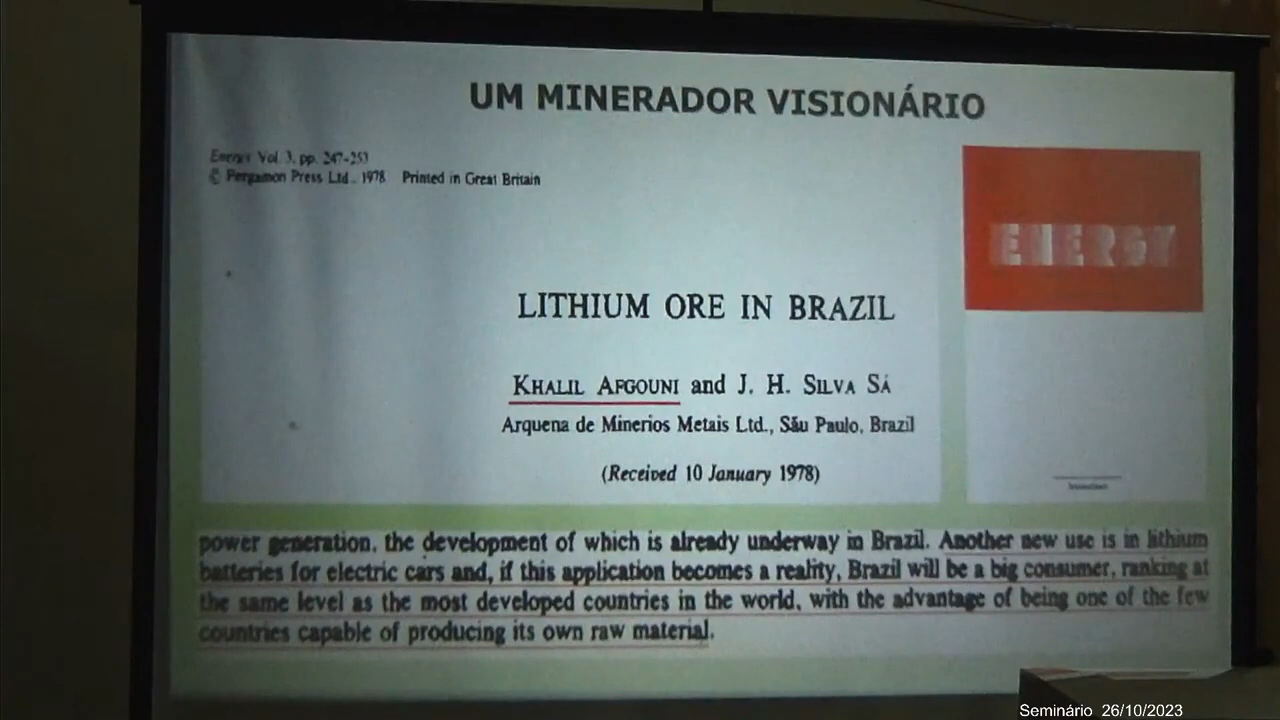 UM MINERADOR VISIONÁRIO
Energy Vol. 3, pp. 247-253
© Pergamon Press Ltd., 1978 Printed in Great Britain
ENERGY
LITHIUM ORE IN BRAZIL
KHALIL AFGOUNI and J. H. SILVA SÁ
Arquena de Minerios Metais Ltd., São Paulo, Brazil
(Received 10 January 1978)
power generation, the development of which is already underway in Brazil. Another new use is in lithium
batteries for electric cars and, if this application becomes a reality, Brazil will be a big consumer, ranking at
the same level as the most developed countries in the world, with the advantage of being one of the few
countries capable of producing its own raw material.
Seminário 26/10/2023